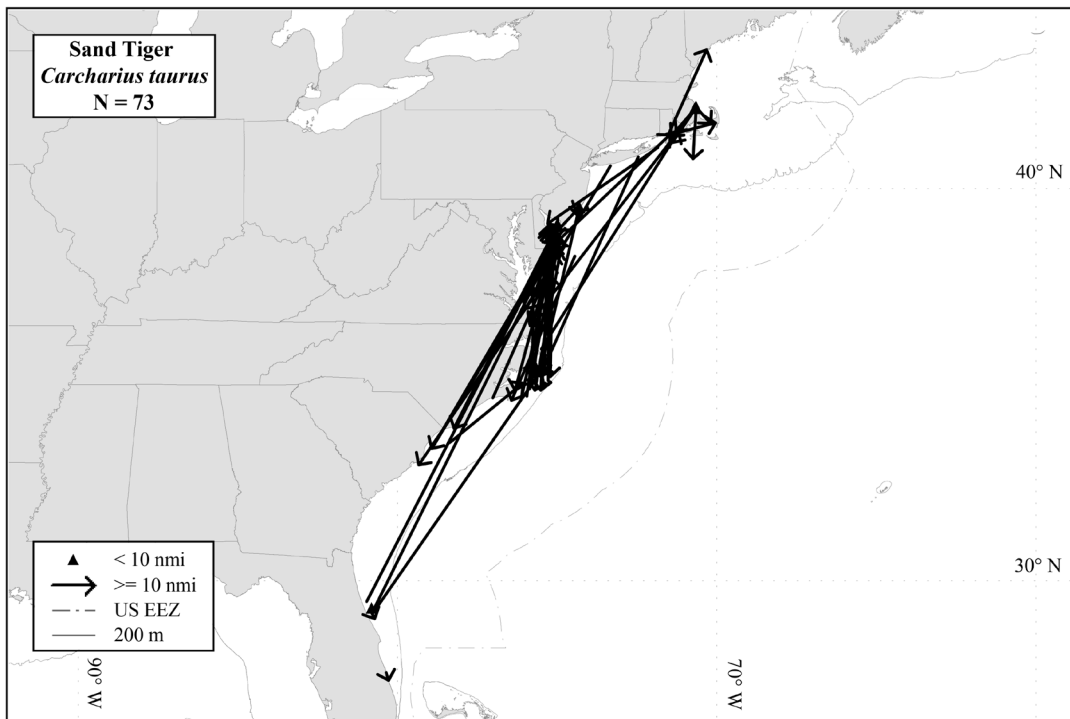 Sand Tiger
Carcharius taurus
N = 73
40° N
30° N
< 10 nmi
>= 10 nmi
US EEZ
200 m
90° W
70° W